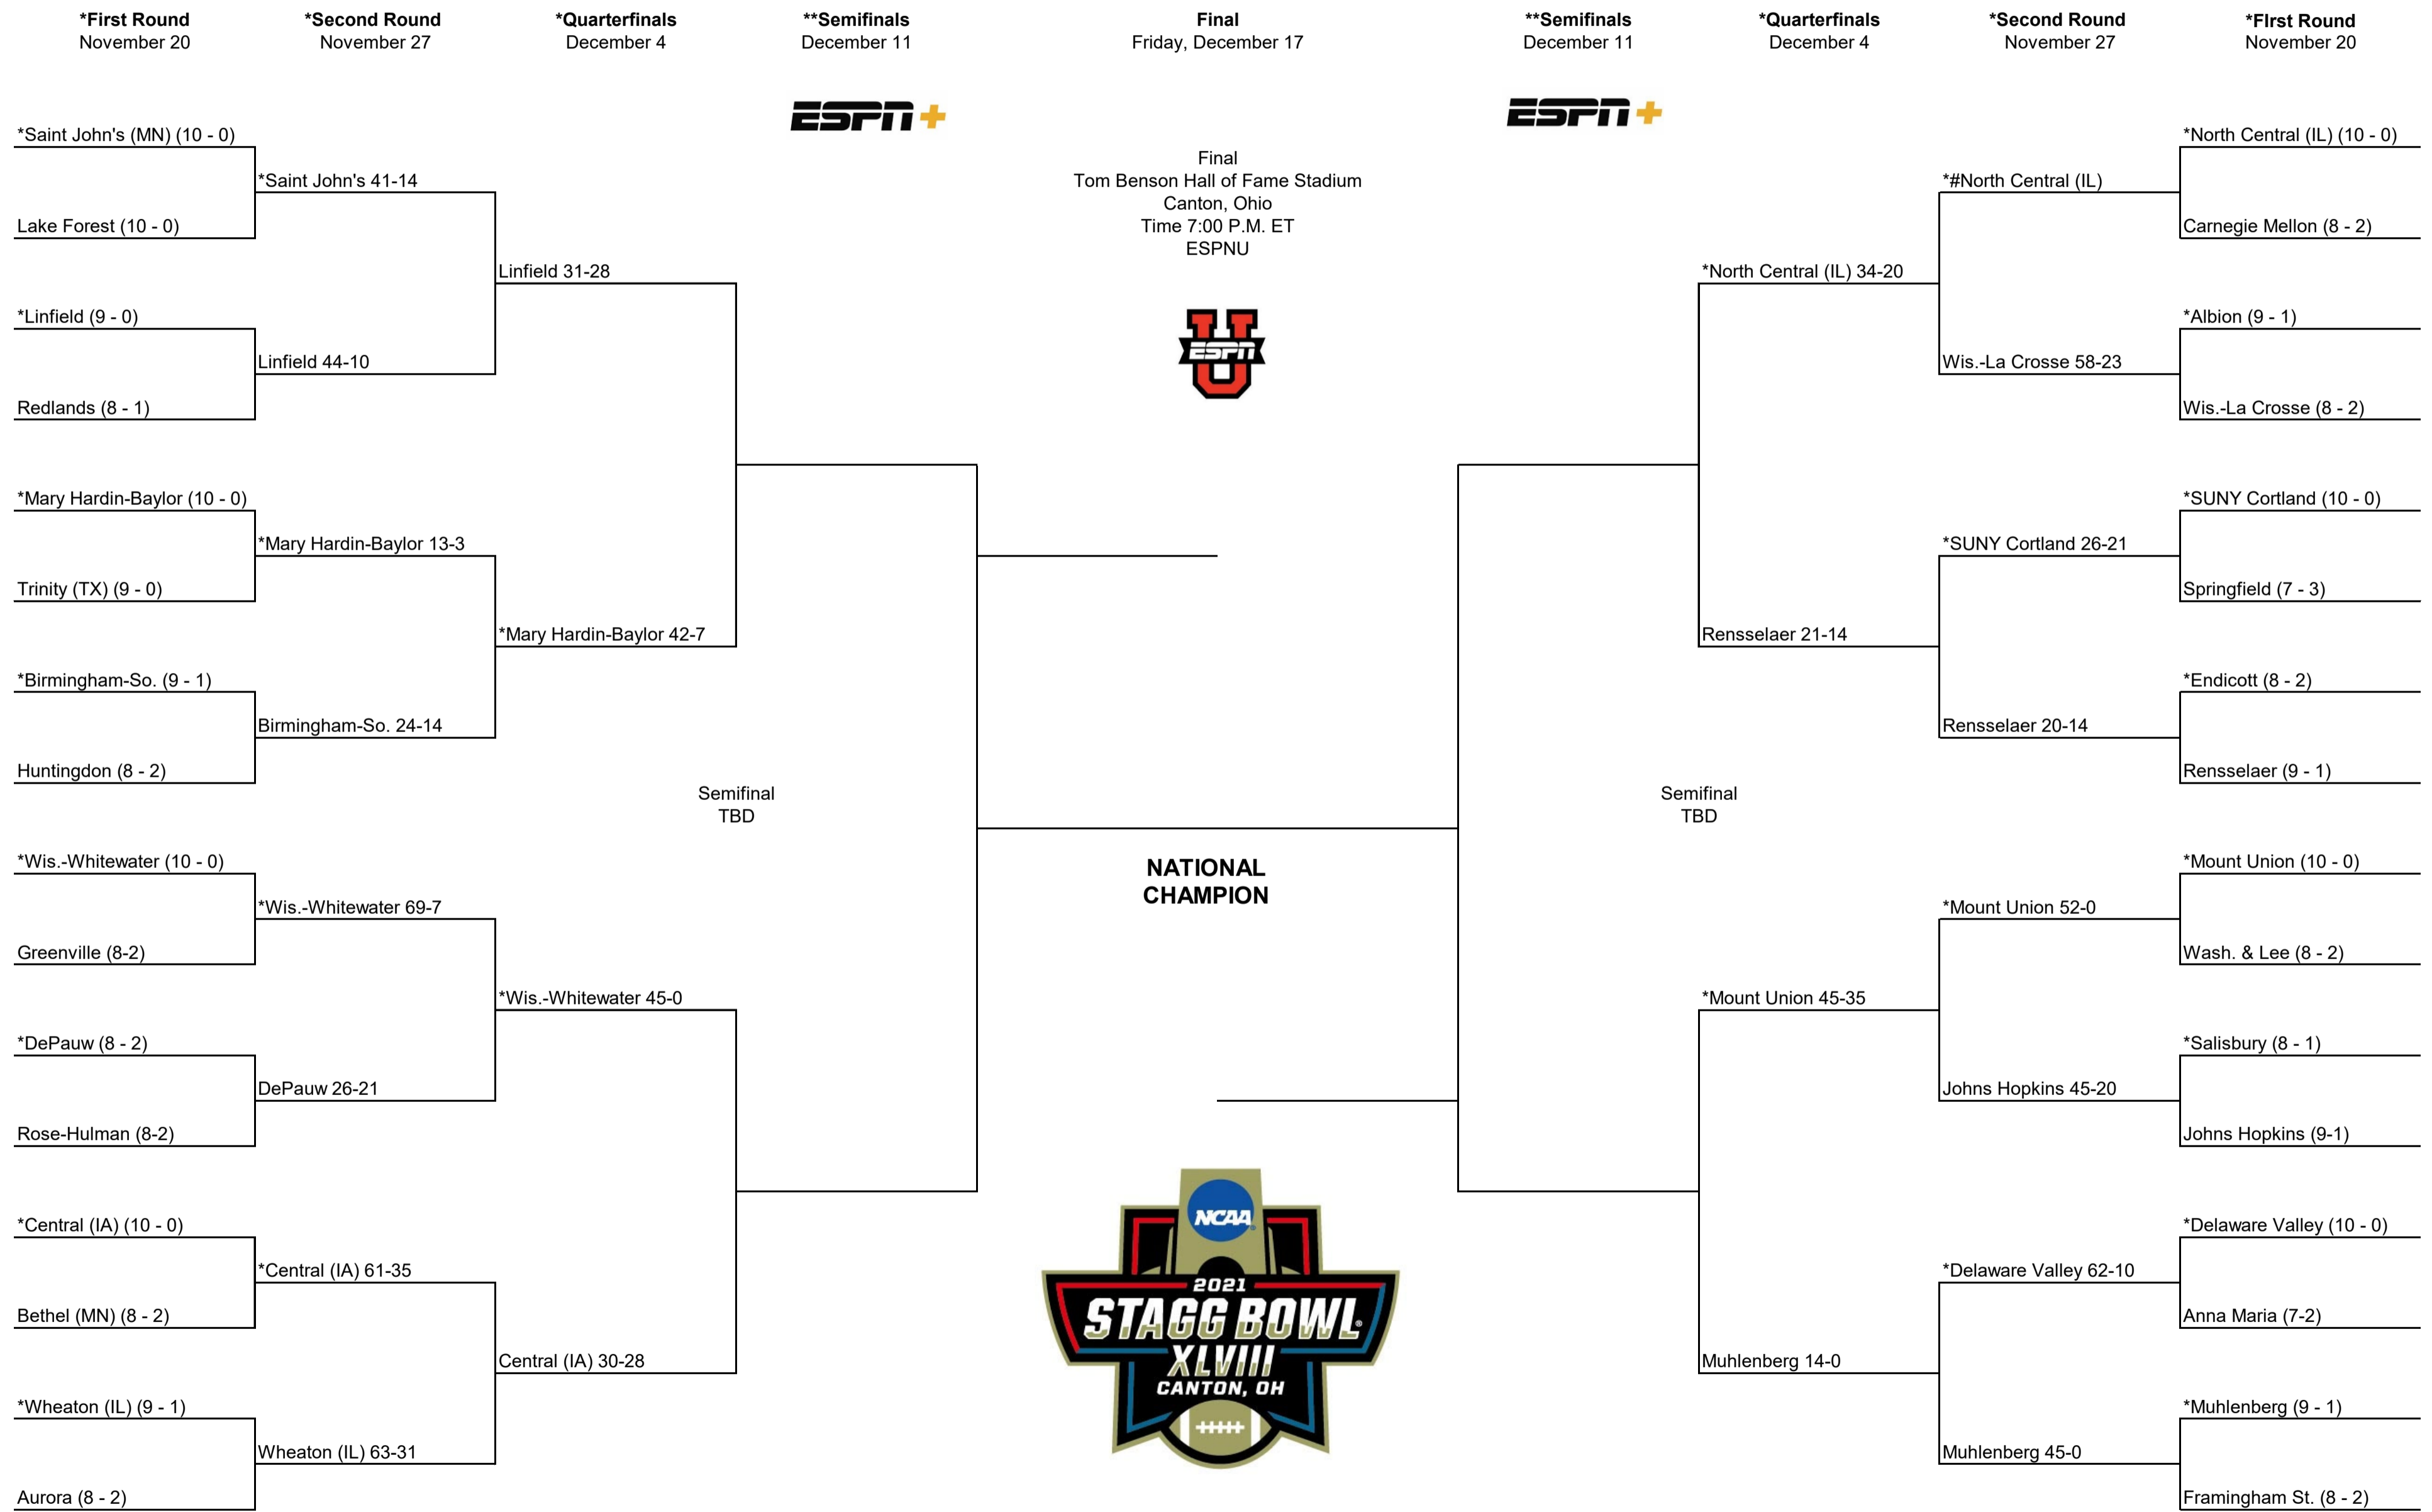 *First Round
November 20
*Second Round
November 27
*Quarterfinals
December 4
**Semifinals
December 11
Final
Friday, December 17
**Semifinals
December 11
*Quarterfinals
December 4
*Second Round
November 27
*FIrst Round
November 20
ESPN+
ESPN+
Final
Tom Benson Hall of Fame Stadium
Canton, Ohio
Time 7:00 P.M. ET
ESPNU
U
ESPN
*Saint John's (MN) (10 - 0)
Lake Forest (10 - 0)
*Linfield (9 - 0)
Redlands (8 - 1)
*Mary Hardin-Baylor (10 - 0)
Trinity (TX) (9 - 0)
*Birmingham-So. (9 - 1)
Huntingdon (8 - 2)
*Wis.-Whitewater (10 - 0)
Greenville (8-2)
*DePauw (8 - 2)
Rose-Hulman (8-2)
*Central (IA) (10 - 0)
Bethel (MN) (8 - 2)
*Wheaton (IL) (9 - 1)
Aurora (8 - 2)
*Saint John's 41-14
Linfield 44-10
*Mary Hardin-Baylor 13-3
Birmingham-So. 24-14
*Wis.-Whitewater 69-7
DePauw 26-21
*Central (IA) 61-35
Wheaton (IL) 63-31
Linfield 31-28
*Mary Hardin-Baylor 42-7
*Wis.-Whitewater 45-0
Central (IA) 30-28
Semifinal
TBD
NATIONAL
CHAMPION
NCAA
2021
STAGG BOWL®
XLVIII
CANTON, OH
Semifinal
TBD
*North Central (IL) 34-20
Rensselaer 21-14
*Mount Union 45-35
Muhlenberg 14-0
*#North Central (IL)
Wis.-La Crosse 58-23
*SUNY Cortland 26-21
Rensselaer 20-14
*Mount Union 52-0
Johns Hopkins 45-20
*Delaware Valley 62-10
Muhlenberg 45-0
*North Central (IL) (10 - 0)
Carnegie Mellon (8 - 2)
*Albion (9 - 1)
Wis.-La Crosse (8 - 2)
*SUNY Cortland (10 - 0)
Springfield (7 - 3)
*Endicott (8 - 2)
Rensselaer (9 - 1)
*Mount Union (10 - 0)
Wash. & Lee (8 - 2)
*Salisbury (8 - 1)
Johns Hopkins (9-1)
*Delaware Valley (10 - 0)
Anna Maria (7-2)
*Muhlenberg (9 - 1)
Framingham St. (8 - 2)